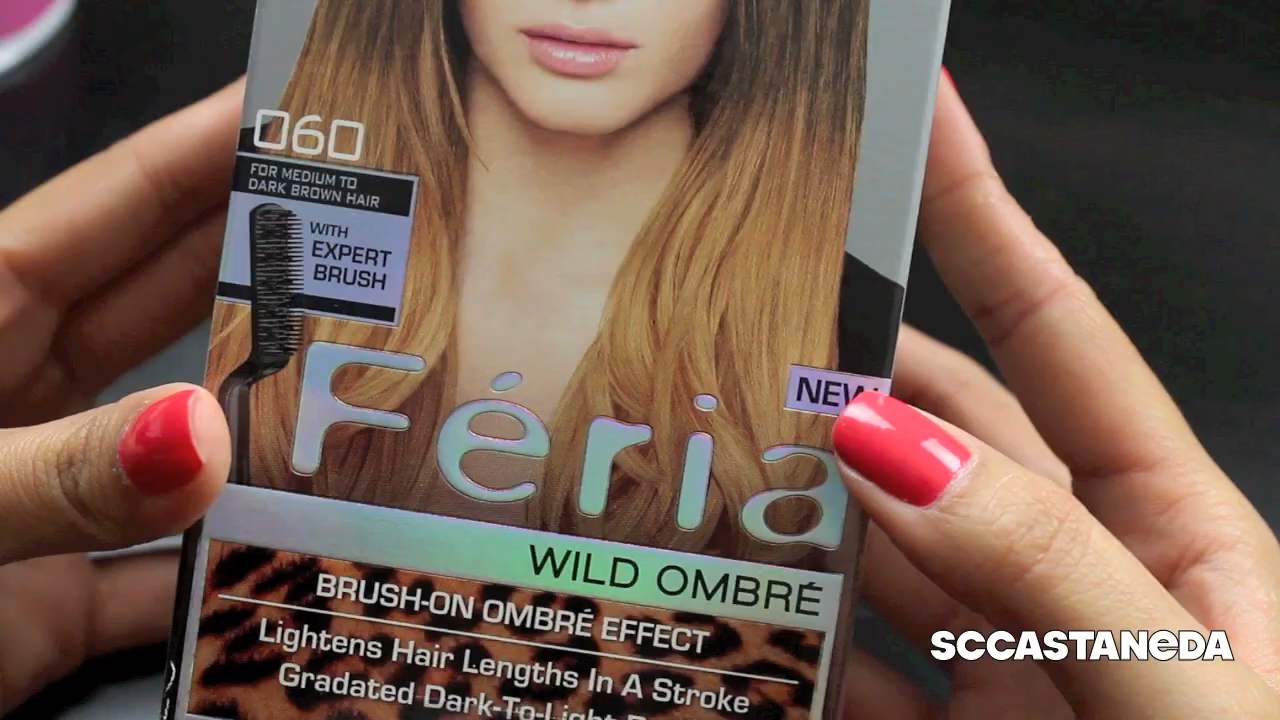 060
FOR MEDIUM TO
DARK BROWN HAIR
WITH
EXPERT
BRUSH
NEW
Féria
WILD OMBRÉ
BRUSH-ON OMBRÉ EFFECT
Lightens Hair Lengths In A Stroke
Gradated Dark-To-Light
SCCASTANeDA